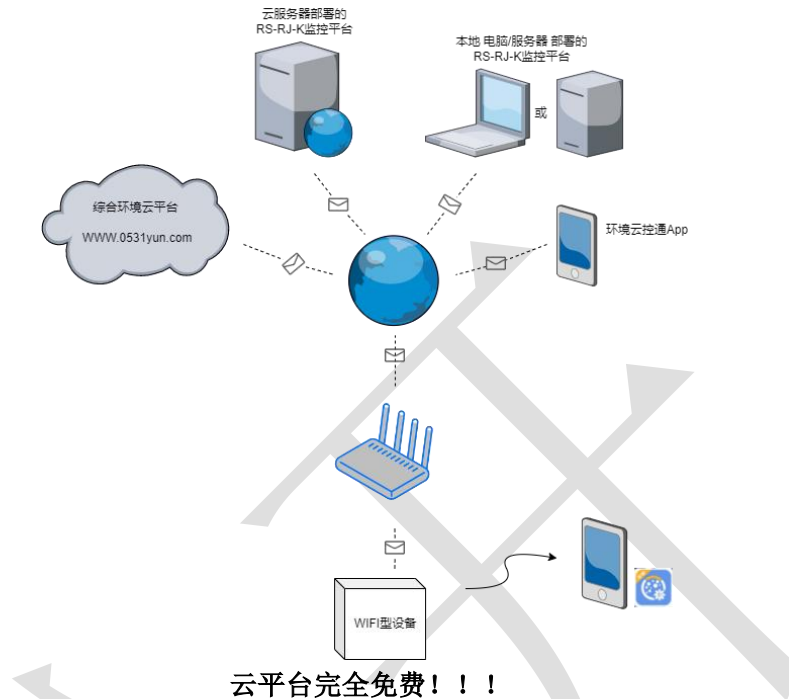 云服务器部署的
RS-RJ-K监控平台
本地 电脑/服务器 部署的
RS-RJ-K监控平台
或
综合环境云平台
WWW.0531yun.com
环境云控通App
WIFI型设备
云平台完全免费！！！